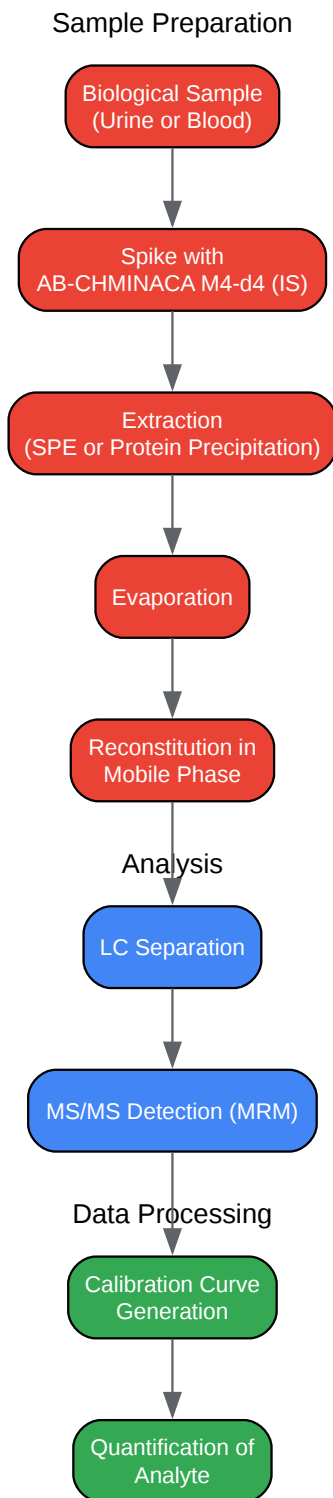 Sample Preparation
Biological Sample
(Urine or Blood)
Spike with
AB-CHMINACA M4-d4 (IS)
Extraction
(SPE or Protein Precipitation)
Evaporation
Reconstitution in
Mobile Phase
Analysis
LC Separation
MS/MS Detection (MRM)
Data Processing
Calibration Curve
Generation
Quantification of
Analyte